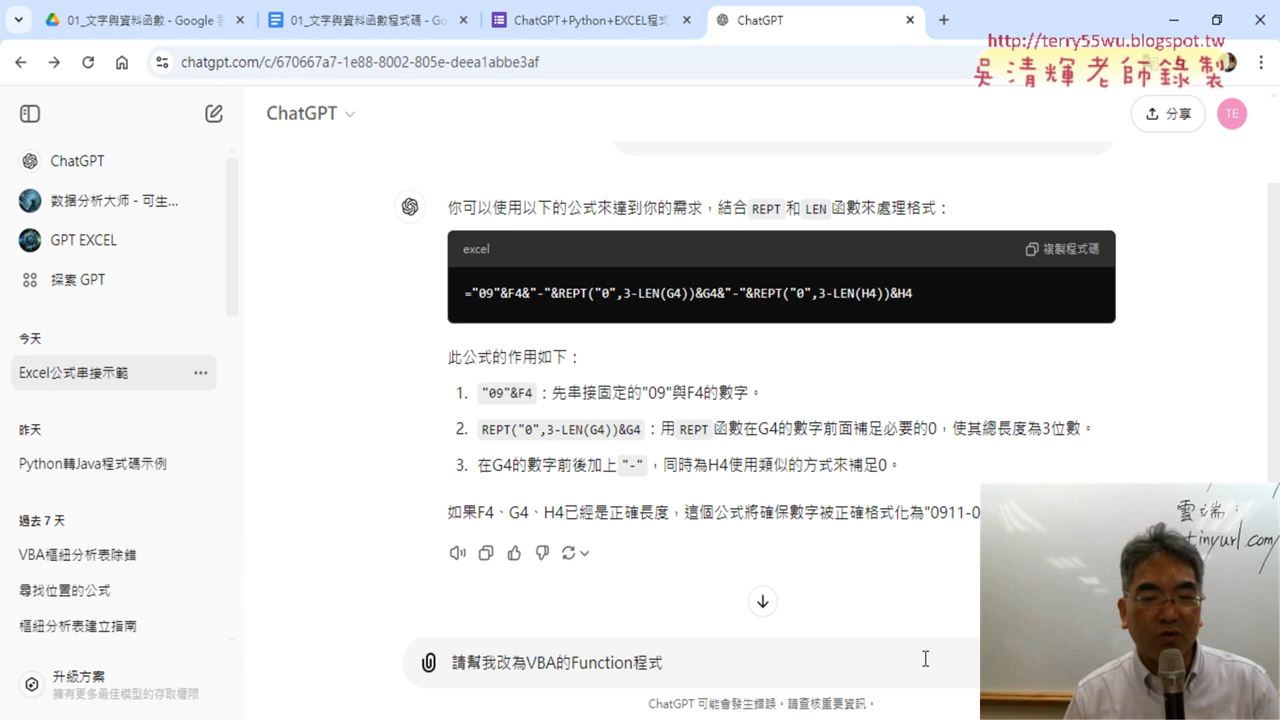 01_文字與資料函數 - Google 雲
01_文字與資料函數程式碼 - Go
ChatGPT+Python+EXCEL程式
ChatGPT
http://terry55wu.blogspot.tw
吳清輝老師錄製
chatgpt.com/c/670667a7-1e88-8002-805e-deea1abbe3af
ChatGPT
分享
TE
ChatGPT
数据分析大师 - 可生...
GPT EXCEL
探索 GPT
今天
Excel公式串接示範
昨天
Python轉Java程式碼示例
過去 7 天
VBA樞紐分析表除錯
尋找位置的公式
樞紐分析表建立指南
升級方案
擁有更多最佳模型的存取權限
你可以使用以下的公式來達到你的需求，結合 REPT 和 LEN 函數來處理格式：
excel
複製程式碼
="09"&F4&"-"&REPT("0",3-LEN(G4))&G4&"-"&REPT("0",3-LEN(H4))&H4
此公式的作用如下：
1. "09"&F4：先串接固定的"09"與F4的數字。
2. REPT("0",3-LEN(G4))&G4：用 REPT 函數在G4的數字前面補足必要的0，使其總長度為3位數。
3. 在G4的數字前後加上 "-"，同時為H4使用類似的方式來補足0。
如果F4、G4、H4已經是正確長度，這個公式將確保數字被正確格式化為"0911-0
請幫我改為VBA的Function程式
ChatGPT 可能會發生錯誤。請查核重要資訊。
雲端:
tinyurl.com/